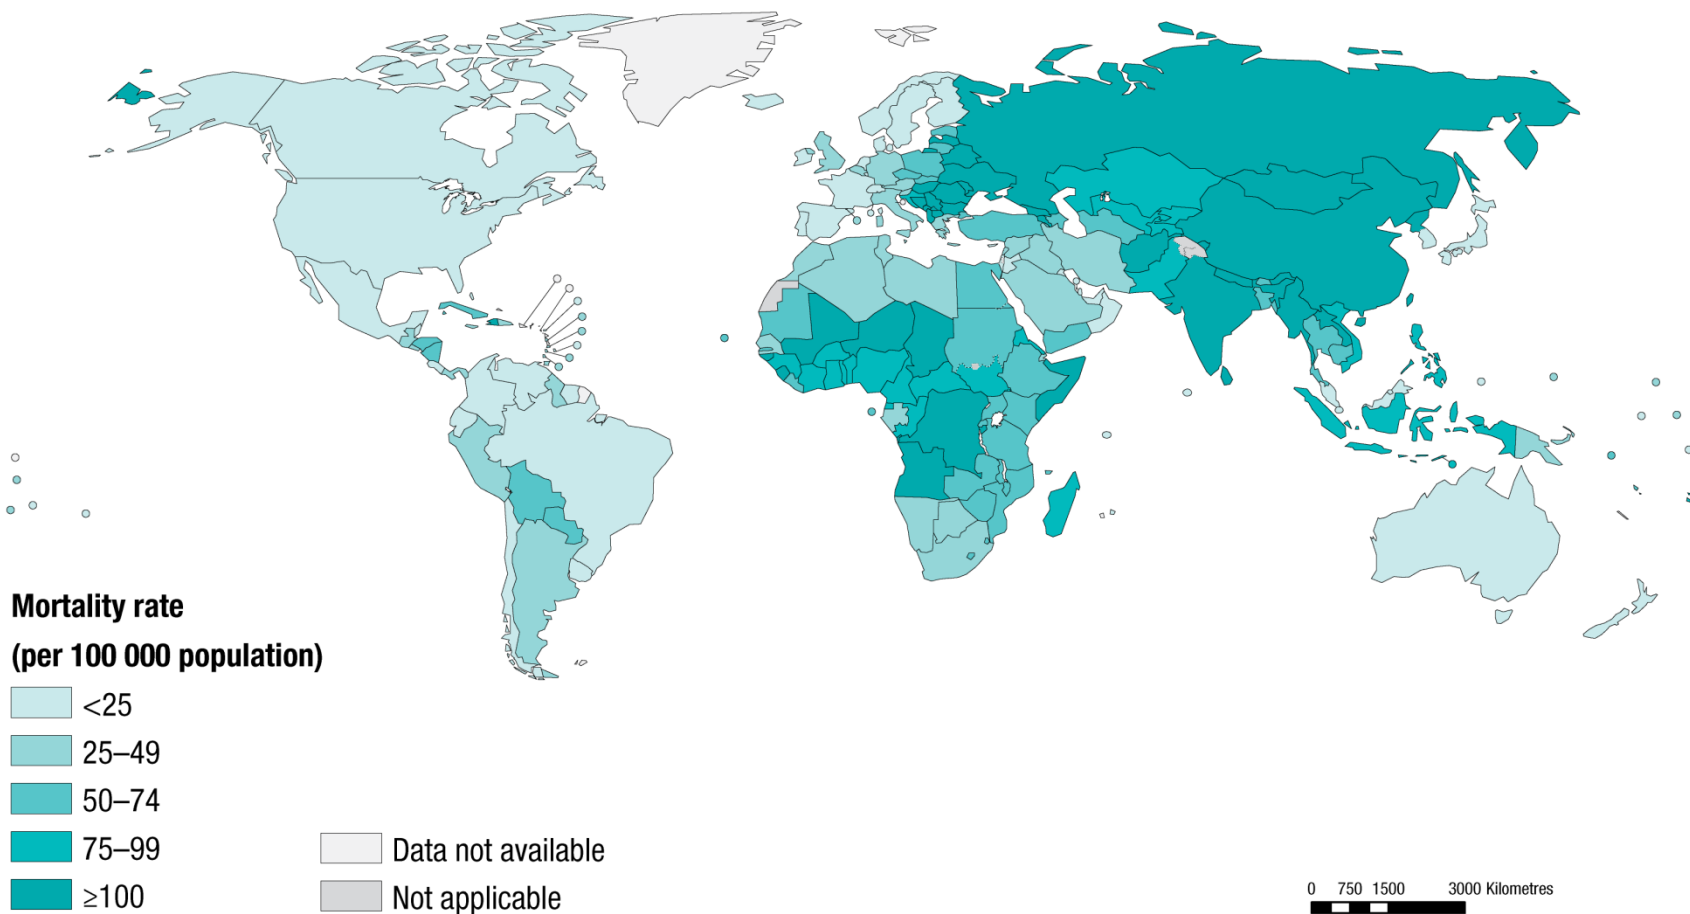 Mortality rate
(per 100 000 population)
<25
25–49
50–74
75–99
≥100
Data not available
Not applicable
0 750 1500 3000 Kilometres